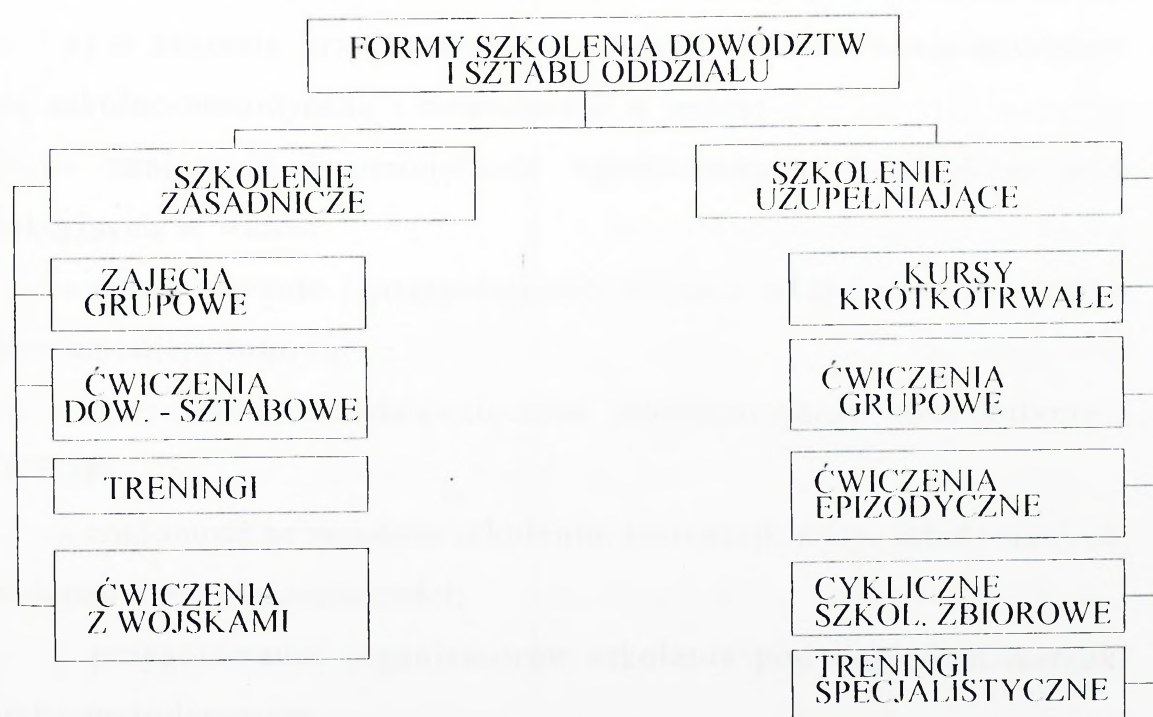 FORMY SZKOLENIA DOWÓDZTW
I SZTABU ODDZIAŁU
SZKOLENIE
ZASADNICZE
ZAJĘCIA
GRUPOWE
ĆWICZENIA
DOW. - SZTABOWE
TRENINGI
ĆWICZENIA
Z WOJSKAMI
SZKOLENIE
UZUPEŁNIAJĄCE
KURSY
KRÓTKOTRWAŁE
ĆWICZENIA
GRUPOWE
ĆWICZENIA
EPIZODYCZNE
CYKLICZNE
SZKOL. ZBIOROWE
TRENINGI
SPECJALISTYCZNE